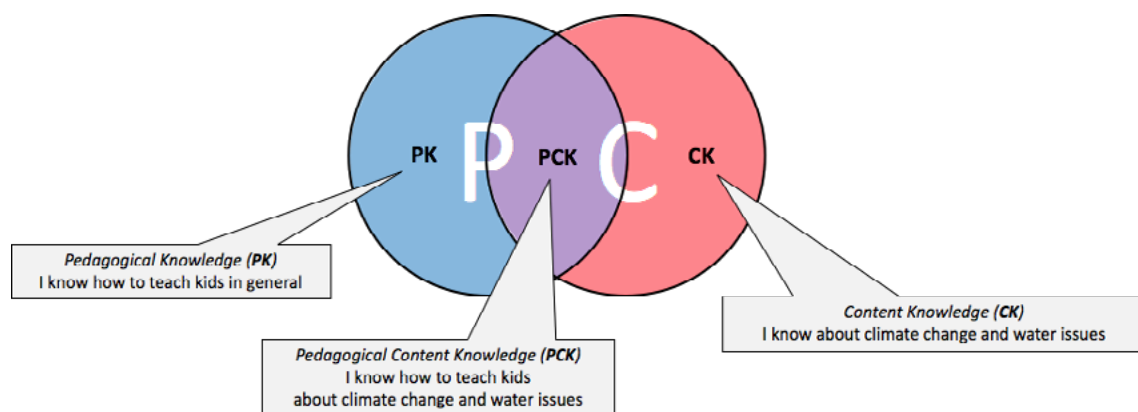 P C
PK
PCK
CK
Pedagogical Knowledge (PK)
I know how to teach kids in general
Pedagogical Content Knowledge (PCK)
I know how to teach kids
about climate change and water issues
Content Knowledge (CK)
I know about climate change and water issues